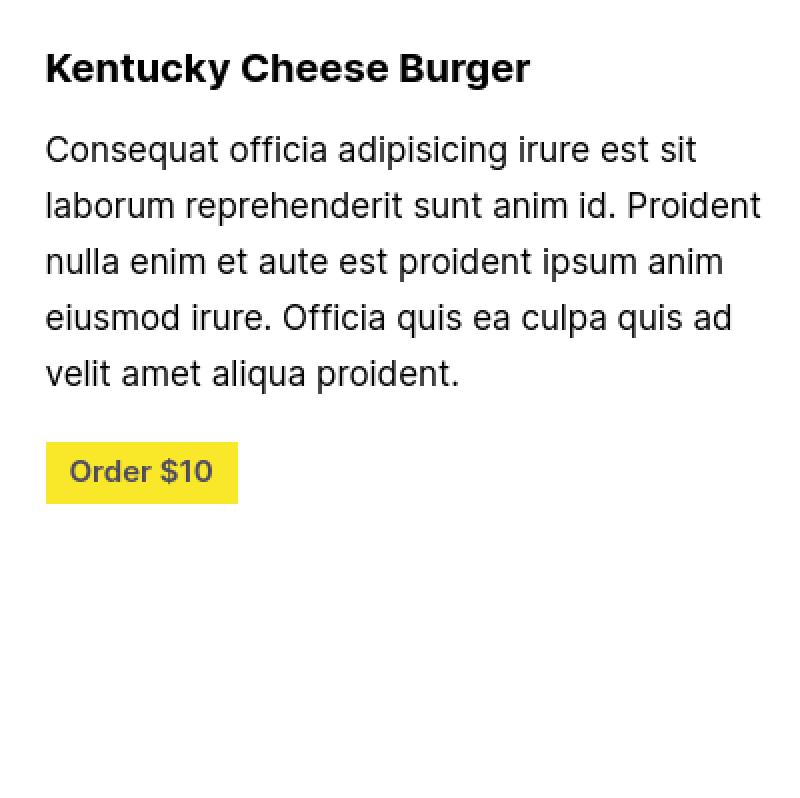 Kentucky Cheese Burger
Consequat officia adipisicing irure est sit
laborum reprehenderit sunt anim id. Proident
nulla enim et aute est proident ipsum anim
eiusmod irure. Officia quis ea culpa quis ad
velit amet aliqua proident.
Order $10